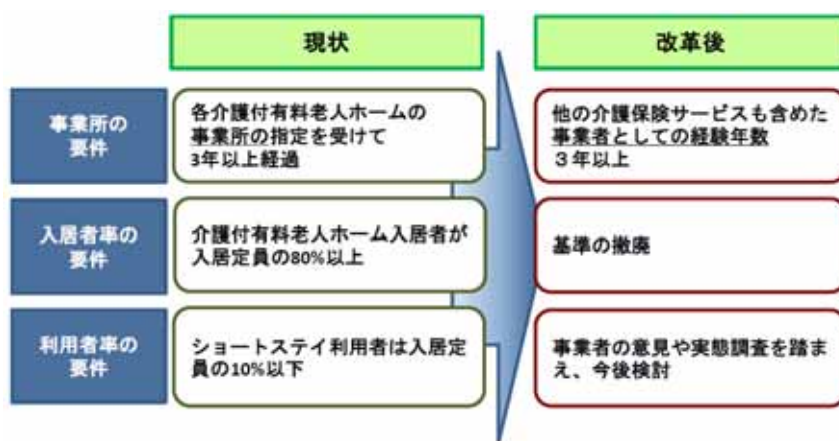 現状
改革後
事業所の
要件
各介護付有料老人ホームの
事業所の指定を受けて
3年以上経過
他の介護保険サービスも含めた
事業者としての経験年数
３年以上
入居者率の
要件
介護付有料老人ホーム入居者が
入居定員の80%以上
基準の撤廃
利用者率の
要件
ショートステイ利用者は入居定
員の10%以下
事業者の意見や実態調査を踏ま
え、今後検討